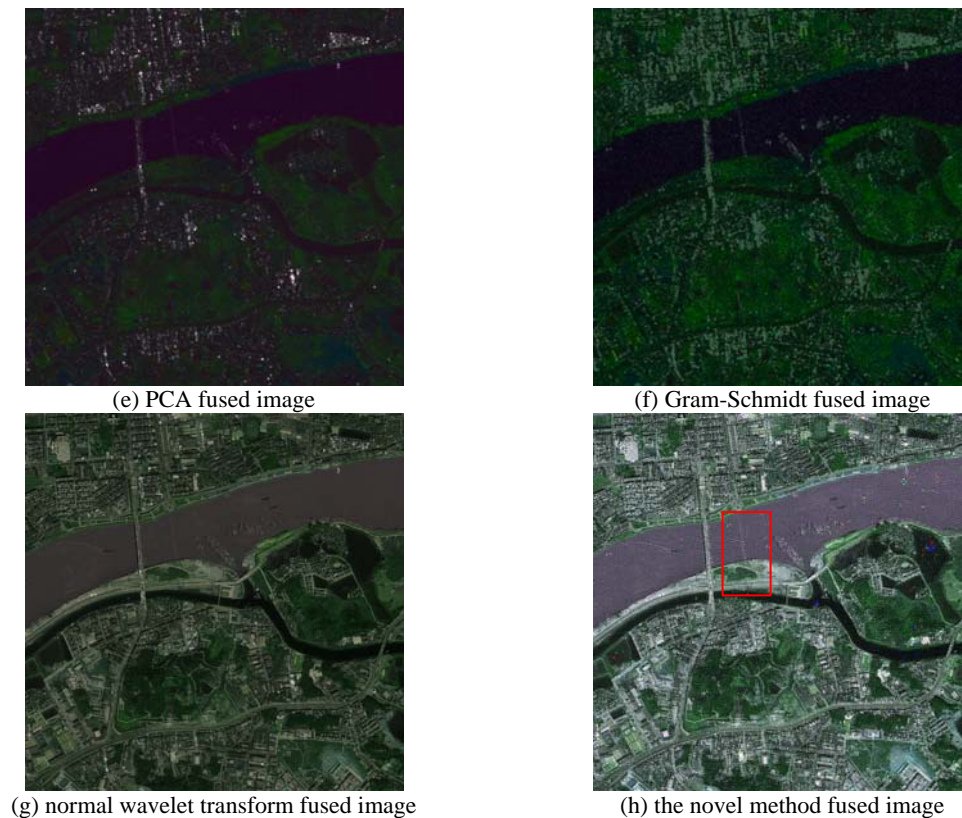 (e) PCA fused image
(f) Gram-Schmidt fused image
(g) normal wavelet transform fused image
(h) the novel method fused image